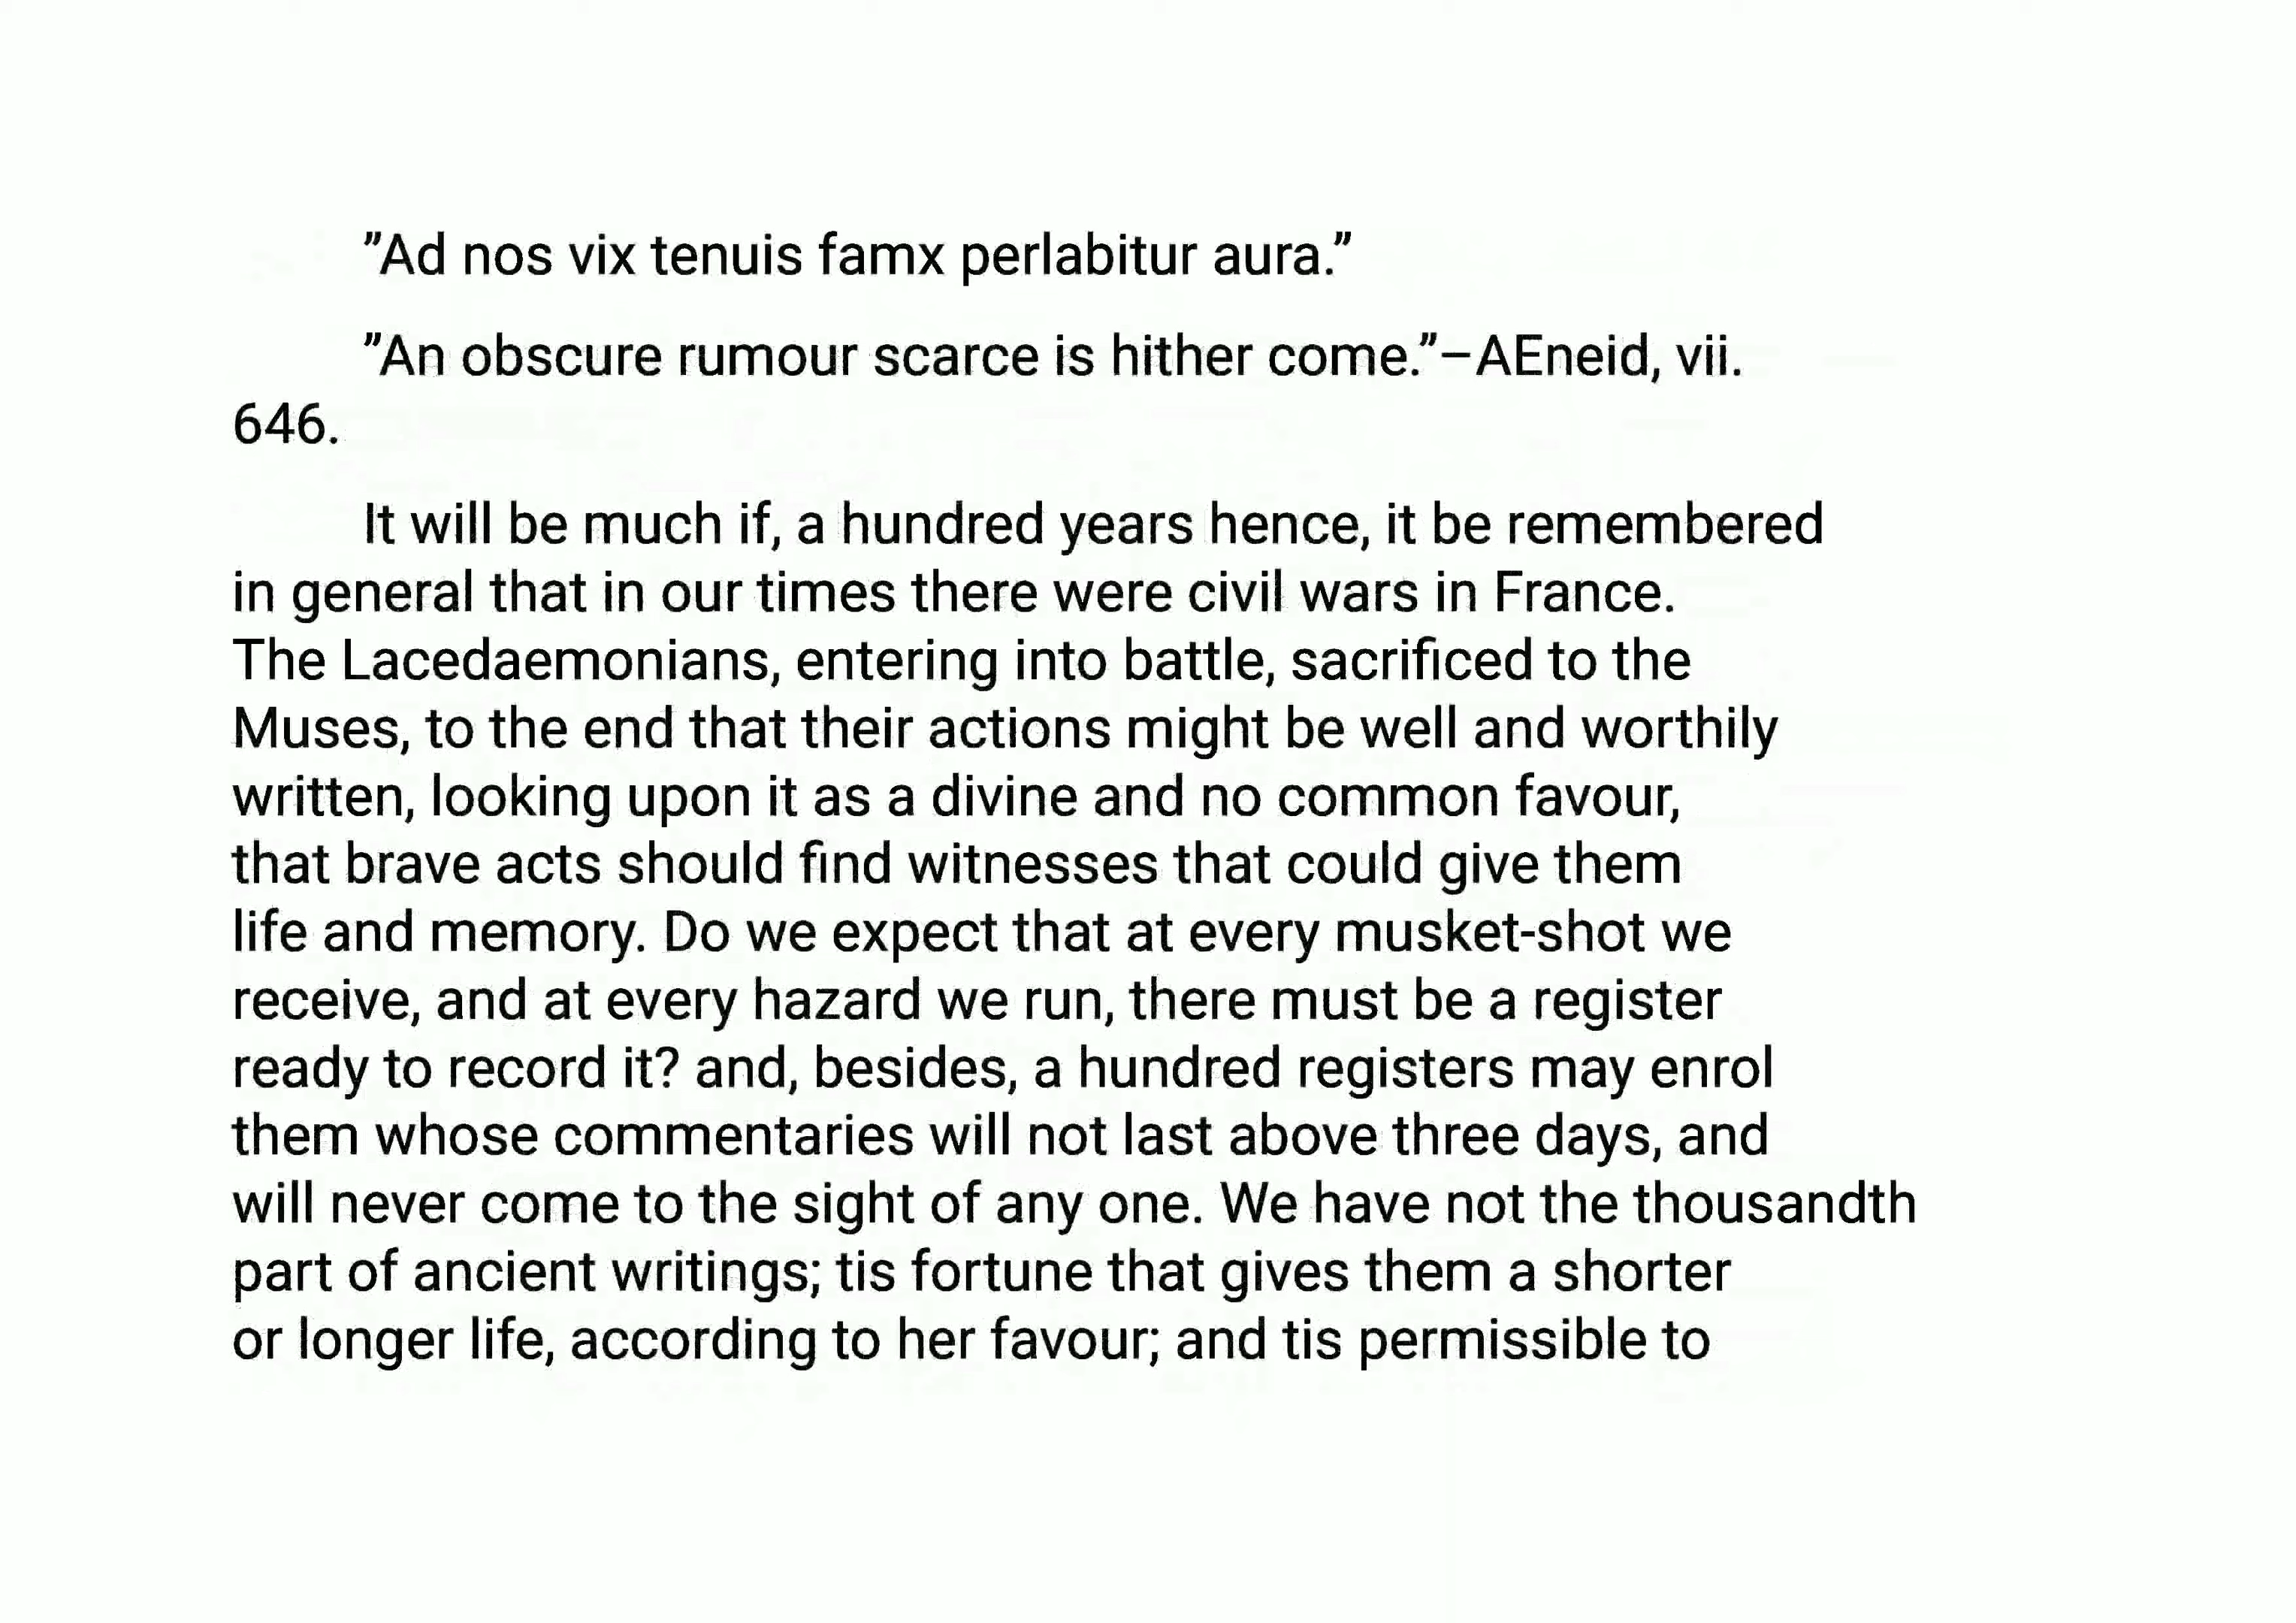 ”Ad nos vix tenuis famx perlabitur aura.”
”An obscure rumour scarce is hither come.”–AEneid, vii.
646.
It will be much if, a hundred years hence, it be remembered
in general that in our times there were civil wars in France.
The Lacedaemonians, entering into battle, sacrificed to the
Muses, to the end that their actions might be well and worthily
written, looking upon it as a divine and no common favour,
that brave acts should find witnesses that could give them
life and memory. Do we expect that at every musket-shot we
receive, and at every hazard we run, there must be a register
ready to record it? and, besides, a hundred registers may enrol
them whose commentaries will not last above three days, and
will never come to the sight of any one. We have not the thousandth
part of ancient writings; tis fortune that gives them a shorter
or longer life, according to her favour; and tis permissible to